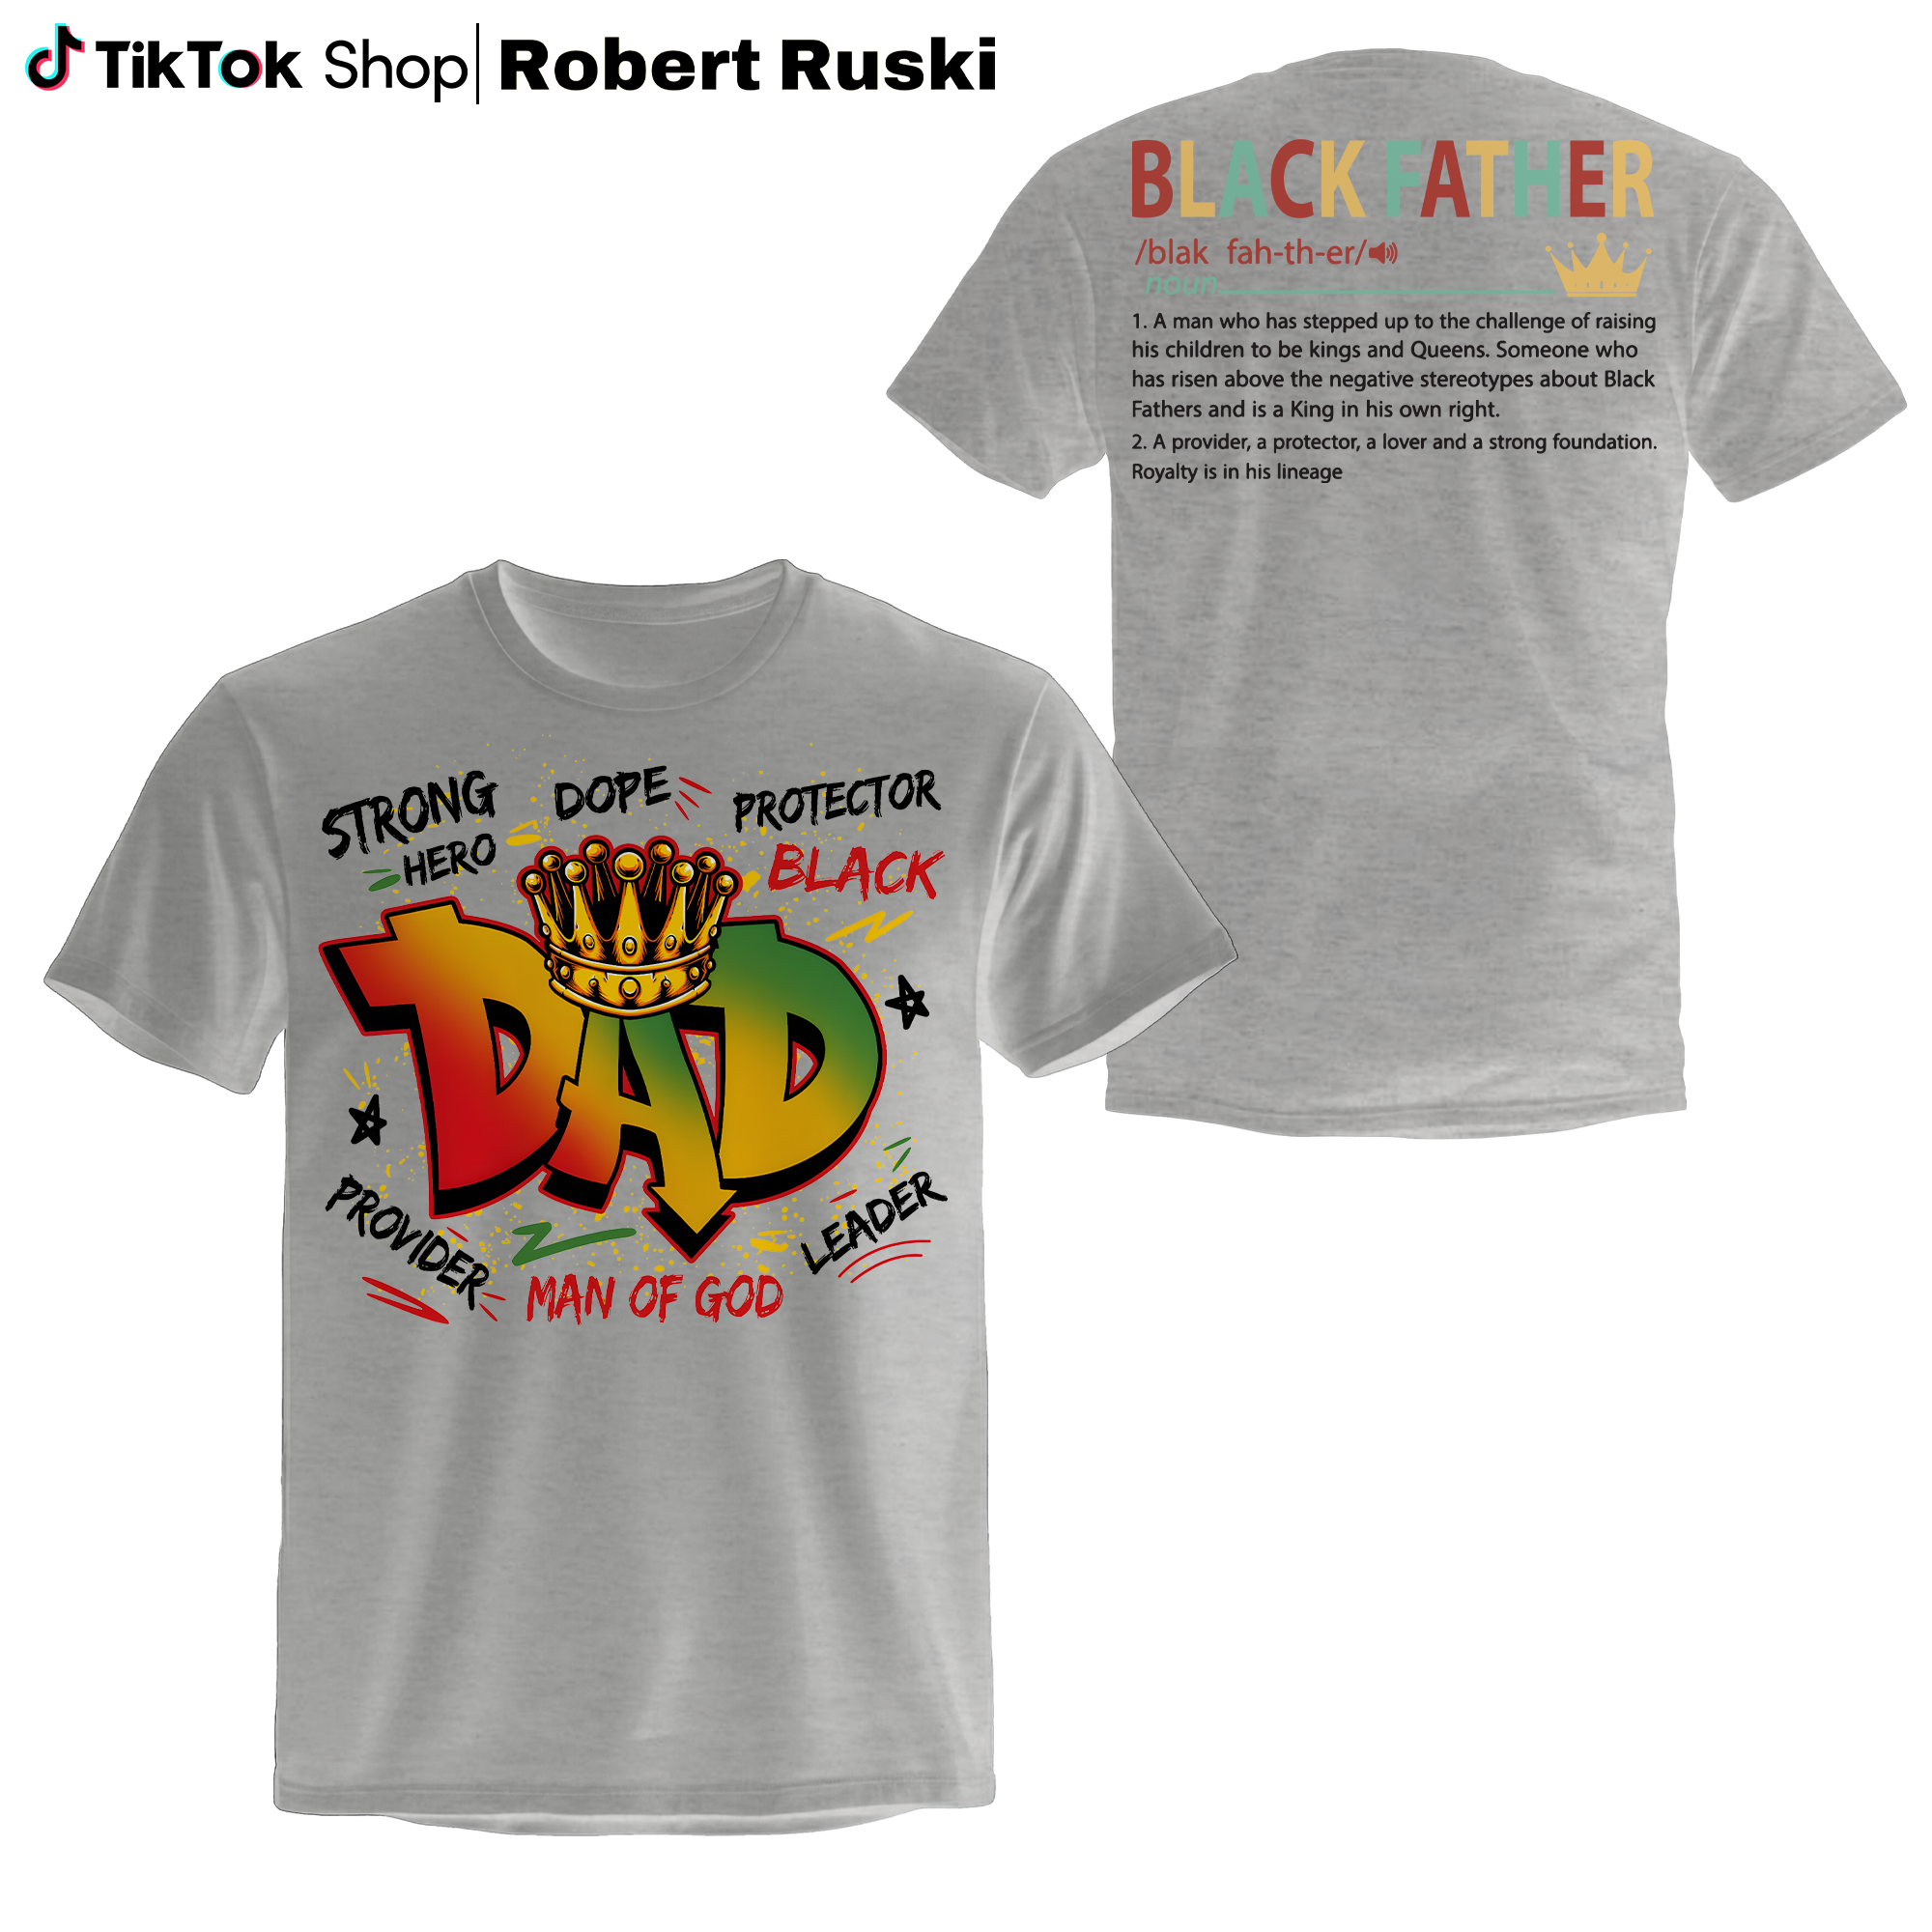 TikTok Shop | Robert Ruski
BLACK FATHER
/blak fah-th-er/
noun
1. A man who has stepped up to the challenge of raising
his children to be kings and Queens. Someone who
has risen above the negative stereotypes about Black
Fathers and is a King in his own right.
2. A provider, a protector, a lover and a strong foundation.
Royalty is in his lineage
STRONG
DOPE
PROTECTOR
HERO
BLACK
DAD
PROVIDER
LEADER
MAN OF GOD